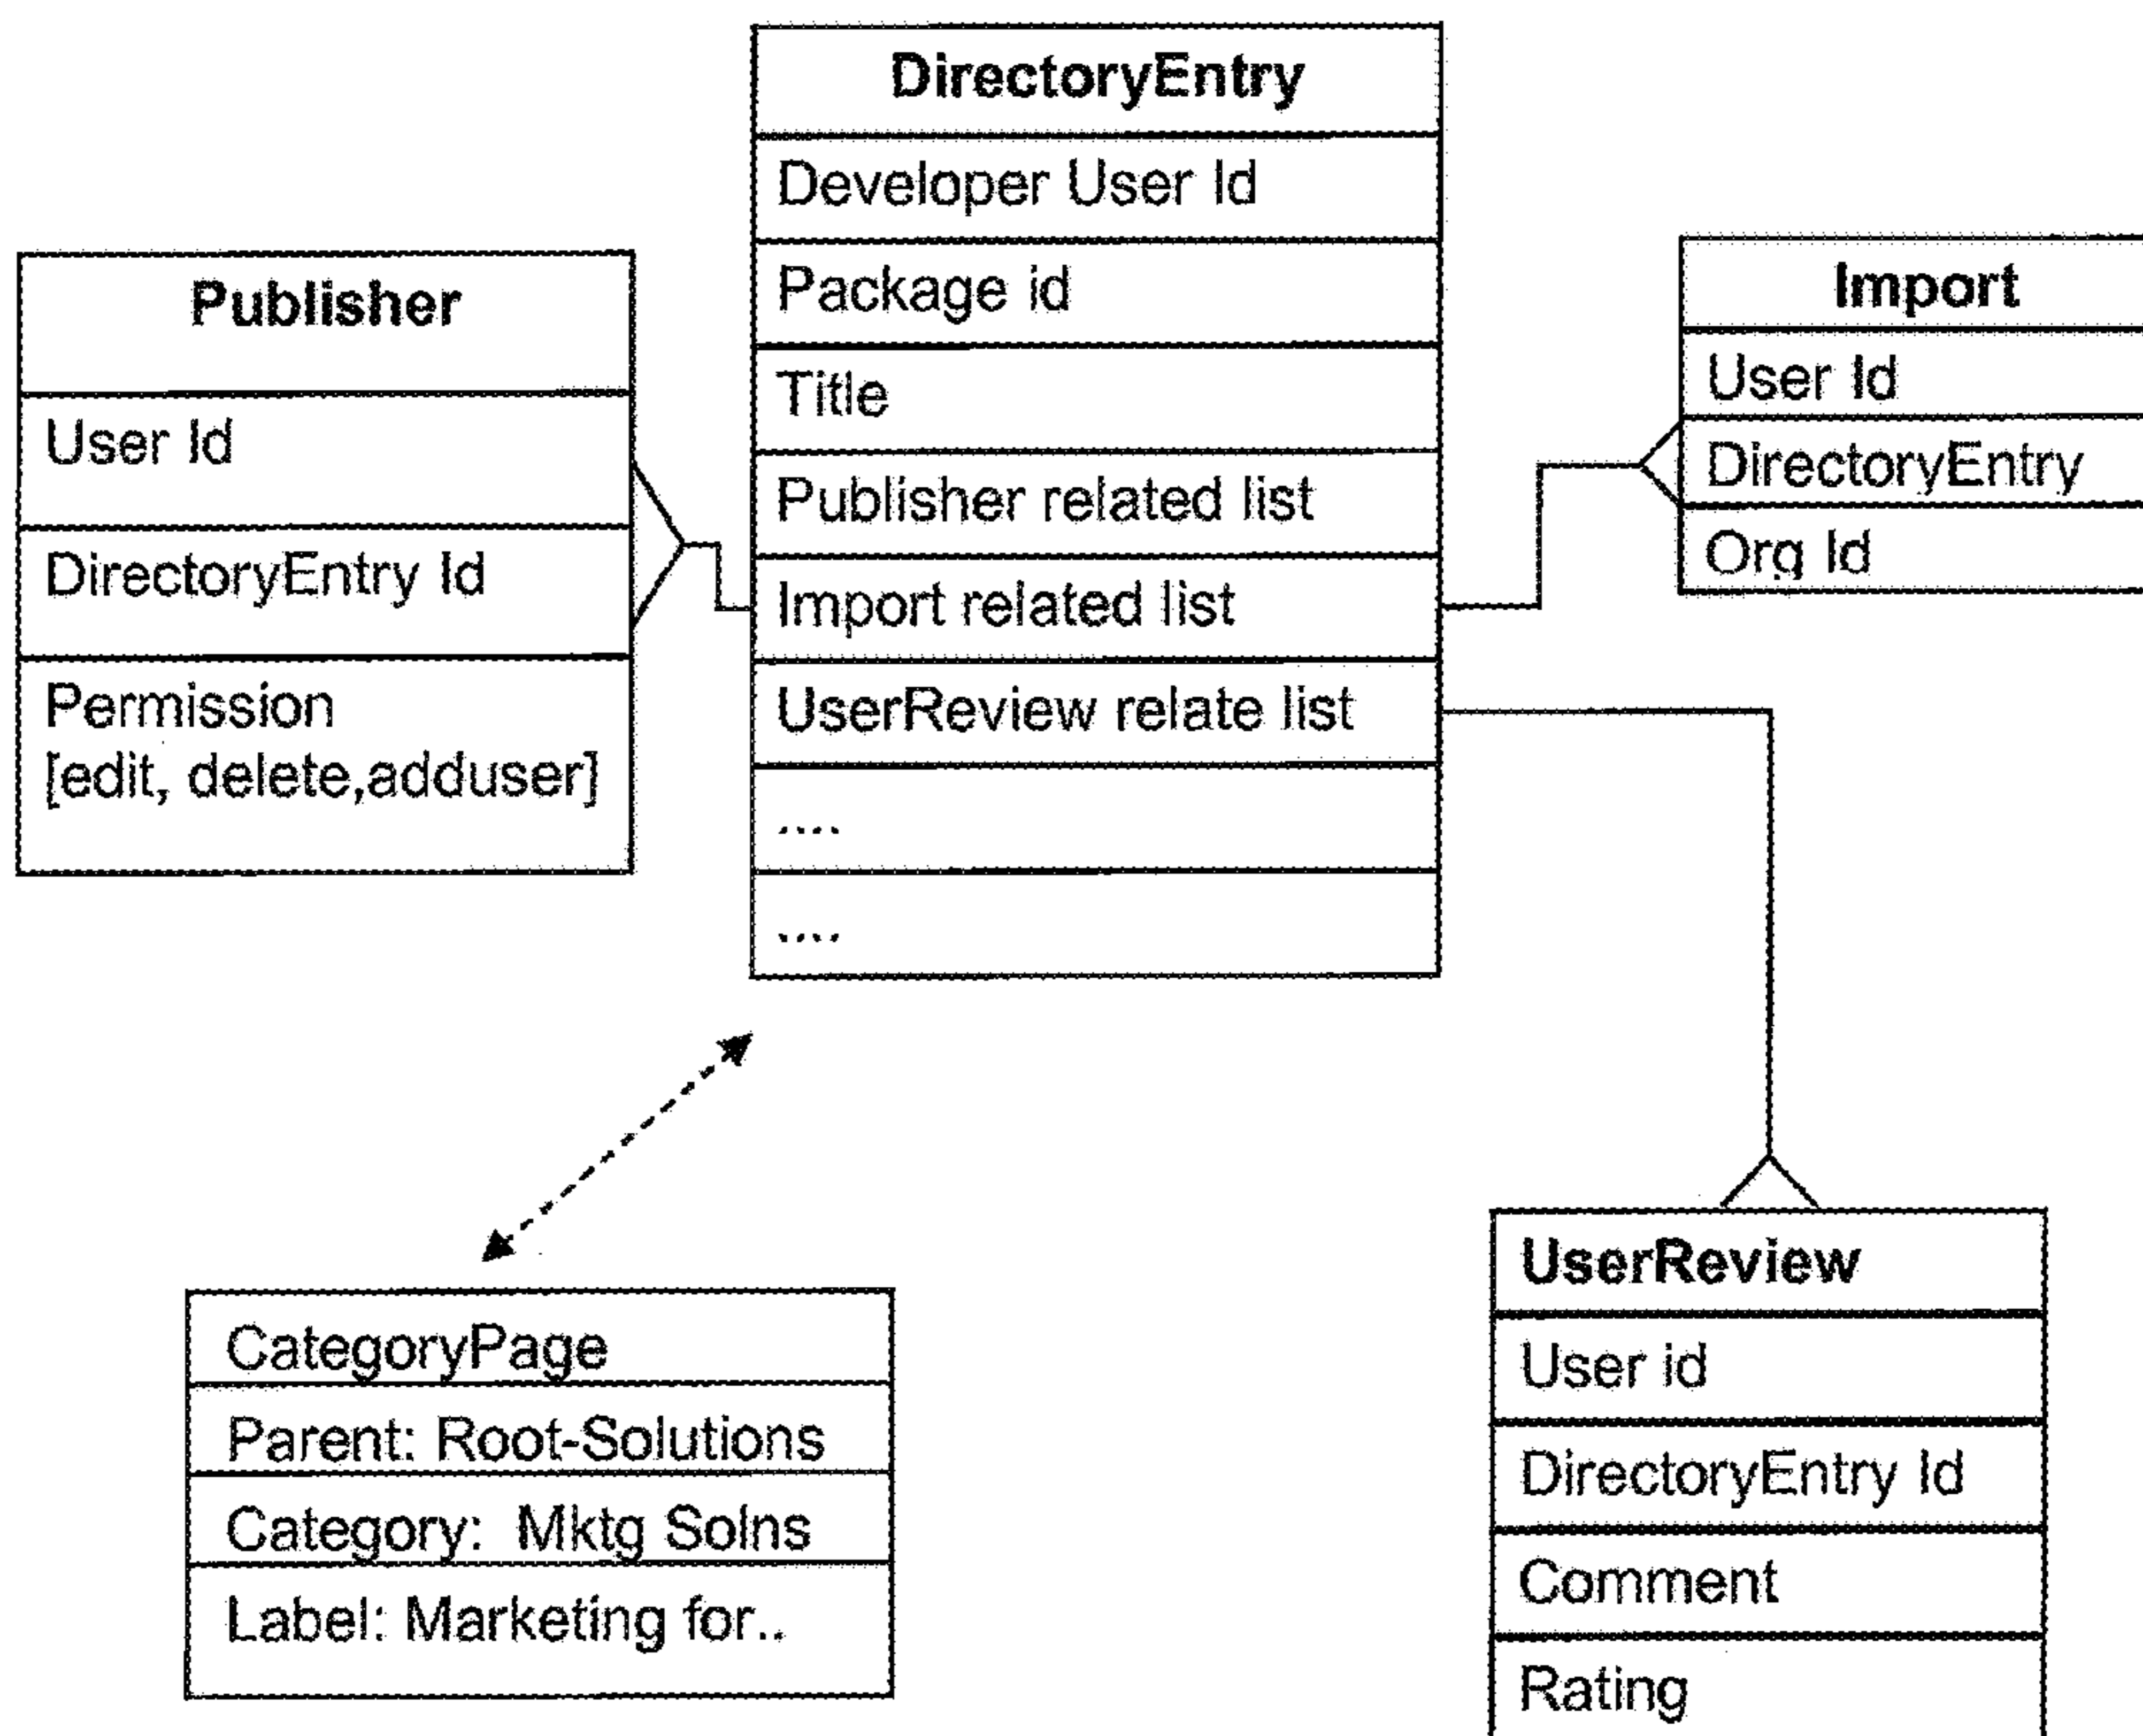 DirectoryEntry
Developer User Id
Package id
Title
Publisher related list
Import related list
UserReview relate list
....
....
Publisher
User Id
DirectoryEntry Id
Permission
[edit, delete,adduser]
Import
User Id
DirectoryEntry
Org Id
CategoryPage
Parent: Root-Solutions
Category: Mktg Solns
Label: Marketing for..
UserReview
User id
DirectoryEntry Id
Comment
Rating